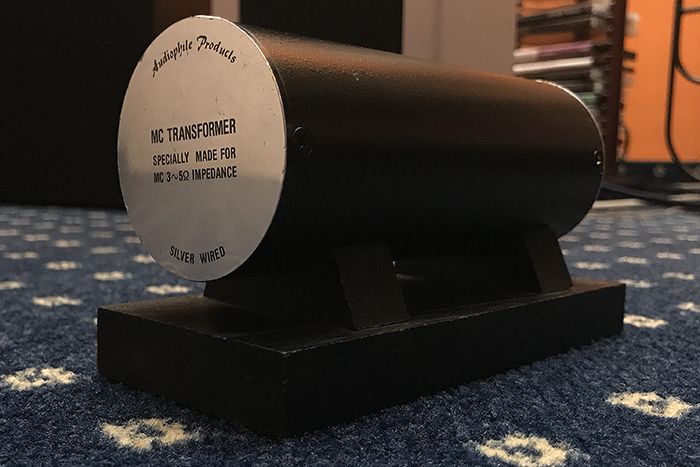 Audiophile Products
MC TRANSFORMER
SPECIALLY MADE FOR
MC 3~5Ω IMPEDANCE
SILVER WIRED